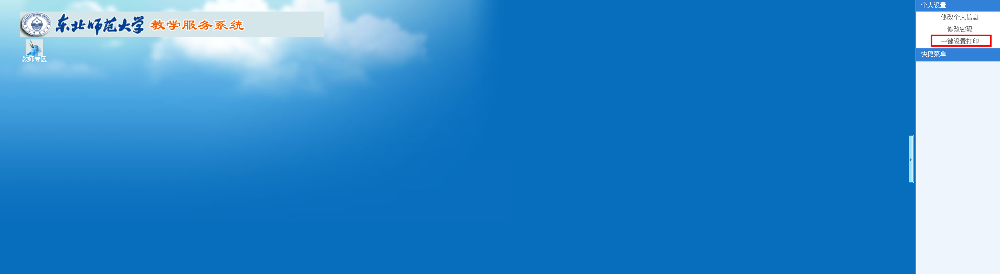 东北师范大学 教学服务系统
教师专区
个人设置
修改个人信息
修改密码
一键设置打印
快捷菜单